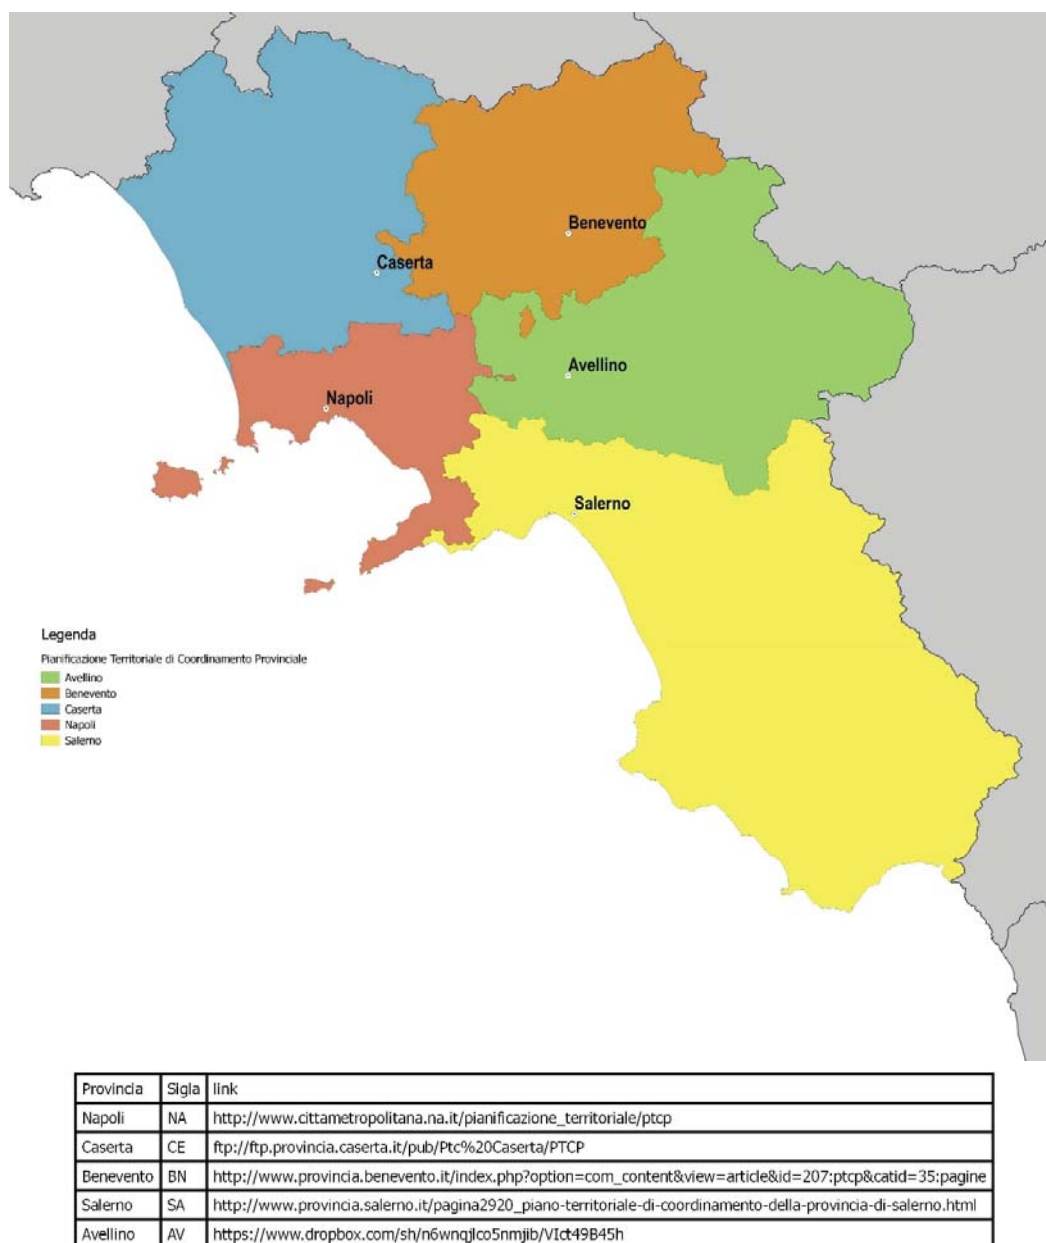 Benevento
Caserta
Avellino
Napoli
Salerno
Legenda
Pianificazione Territoriale di Coordinamento Provinciale
Avellino
Benevento
Caserta
Napoli
Salerno
Provincia Sigla link
Napoli NA http://www.cittametropolitana.na.it/pianificazione_territoriale/ptcp
Caserta CE ftp://ftp.provincia.caserta.it/pub/Ptc%20Caserta/PTCP
Benevento BN http://www.provincia.benevento.it/index.php?option=com_content&view=article&id=207:ptcp&catid=35:pagine
Salerno SA http://www.provincia.salerno.it/pagina2920_piano-territoriale-di-coordinamento-della-provincia-di-salerno.html
Avellino AV https://www.dropbox.com/sh/n6wnqjlco5nmjib/VIct49B45h